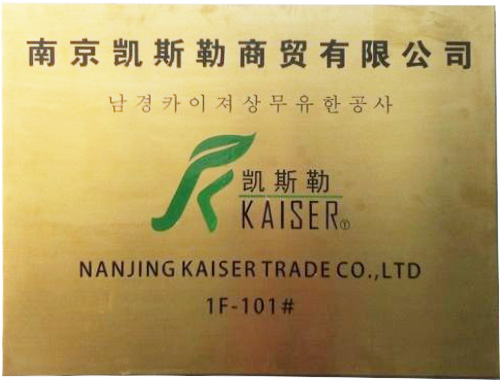 南京凯斯勒商贸有限公司
남경카이져상무유한공사
凯斯勒
KAISER
NANJING KAISER TRADE CO.,LTD
1F-101#